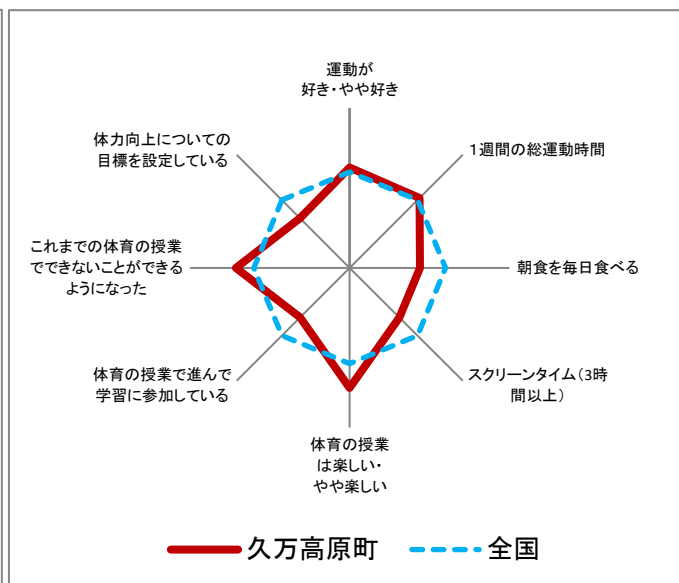 運動が
好き・やや好き
1週間の総運動時間
朝食を毎日食べる
スクリーンタイム(3時
間以上)
体育の授業
は楽しい・
やや楽しい
体育の授業で進んで
学習に参加している
これまでの体育の授業
でできないことができる
ようになった
体力向上についての
目標を設定している
久万高原町
全国